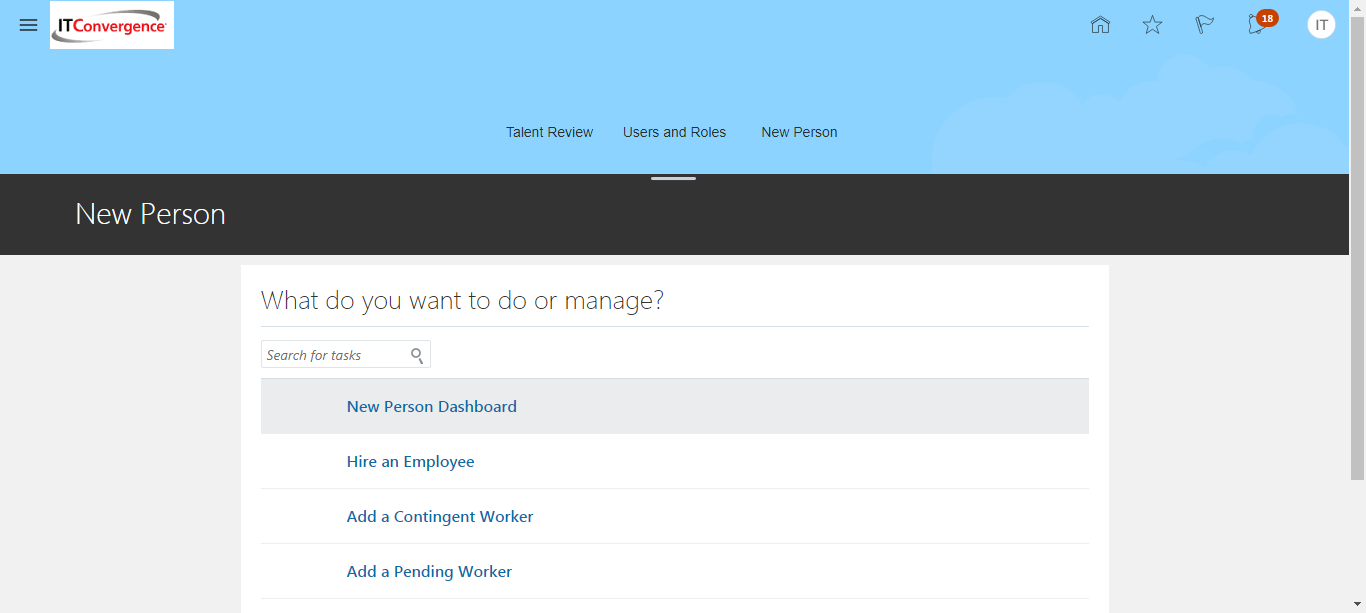 ITConvergence
18
IT
Talent Review Users and Roles New Person
New Person
What do you want to do or manage?
Search for tasks
New Person Dashboard
Hire an Employee
Add a Contingent Worker
Add a Pending Worker